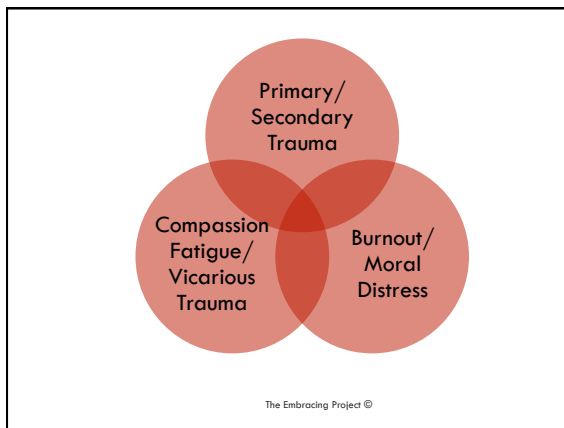 Primary/
Secondary
Trauma
Compassion
Fatigue/
Vicarious
Trauma
Burnout/
Moral
Distress
The Embracing Project ©